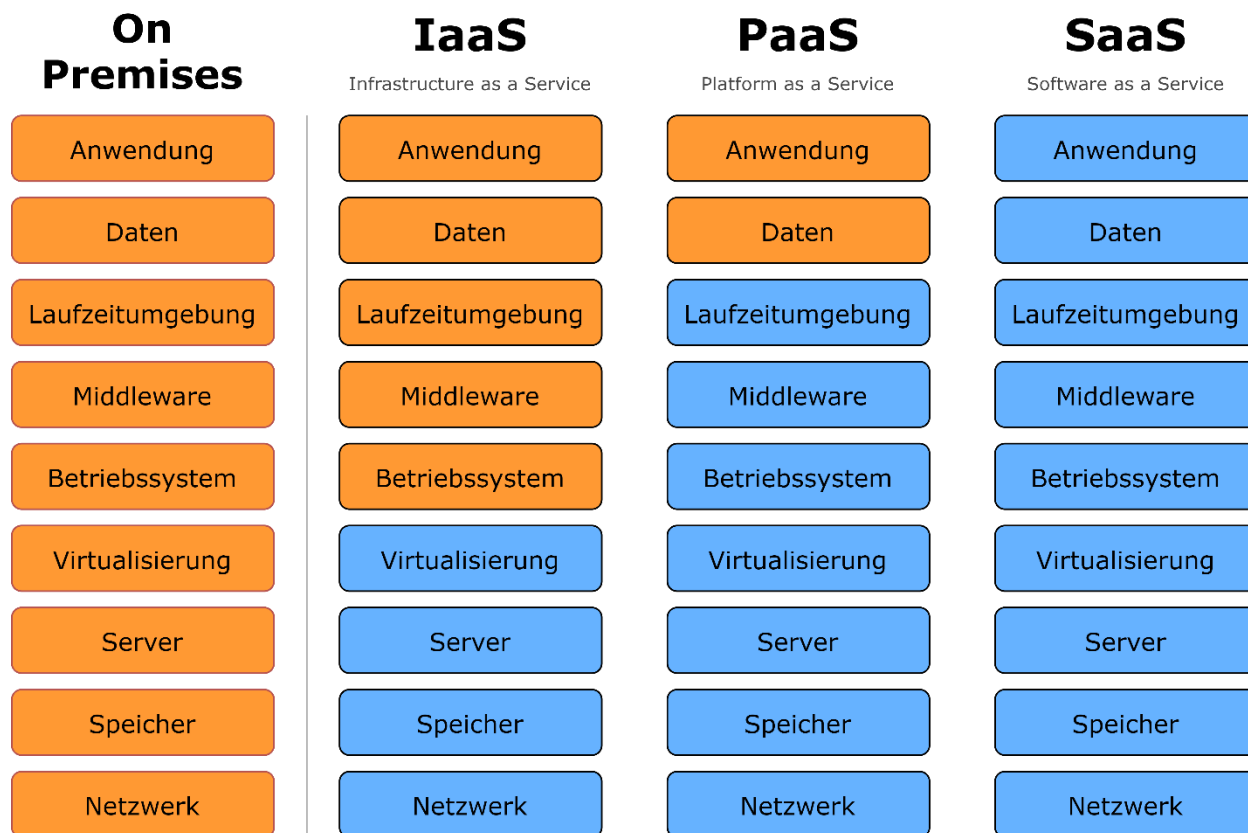 On
Premises
IaaS
Infrastructure as a Service
PaaS
Platform as a Service
SaaS
Software as a Service
Anwendung
Anwendung
Anwendung
Anwendung
Daten
Daten
Daten
Daten
Laufzeitumgebung
Laufzeitumgebung
Laufzeitumgebung
Laufzeitumgebung
Middleware
Middleware
Middleware
Middleware
Betriebssystem
Betriebssystem
Betriebssystem
Betriebssystem
Virtualisierung
Virtualisierung
Virtualisierung
Virtualisierung
Server
Server
Server
Server
Speicher
Speicher
Speicher
Speicher
Netzwerk
Netzwerk
Netzwerk
Netzwerk